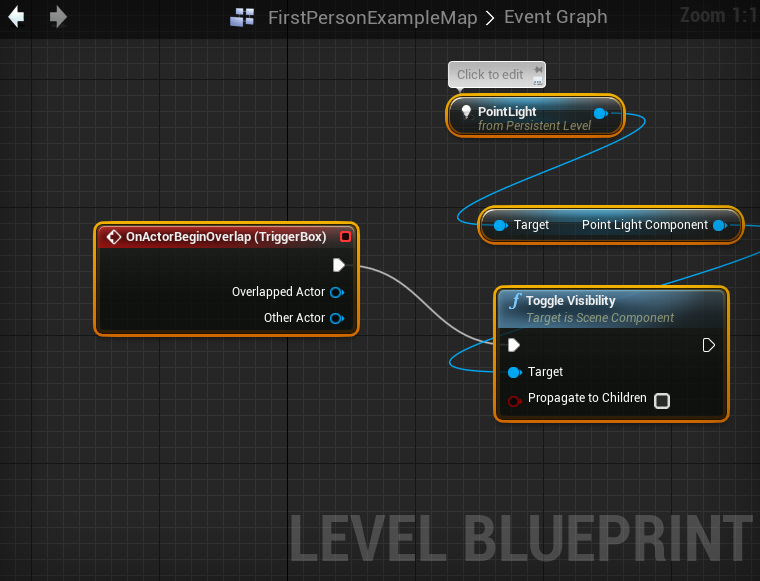 FirstPersonExampleMap > Event Graph
Zoom 1:1
Click to edit
PointLight
from Persistent Level
Target Point Light Component
OnActorBeginOverlap (TriggerBox)
Overlapped Actor
Other Actor
Toggle Visibility
Target is Scene Component
Target
Propagate to Children
LEVEL BLUEPRINT